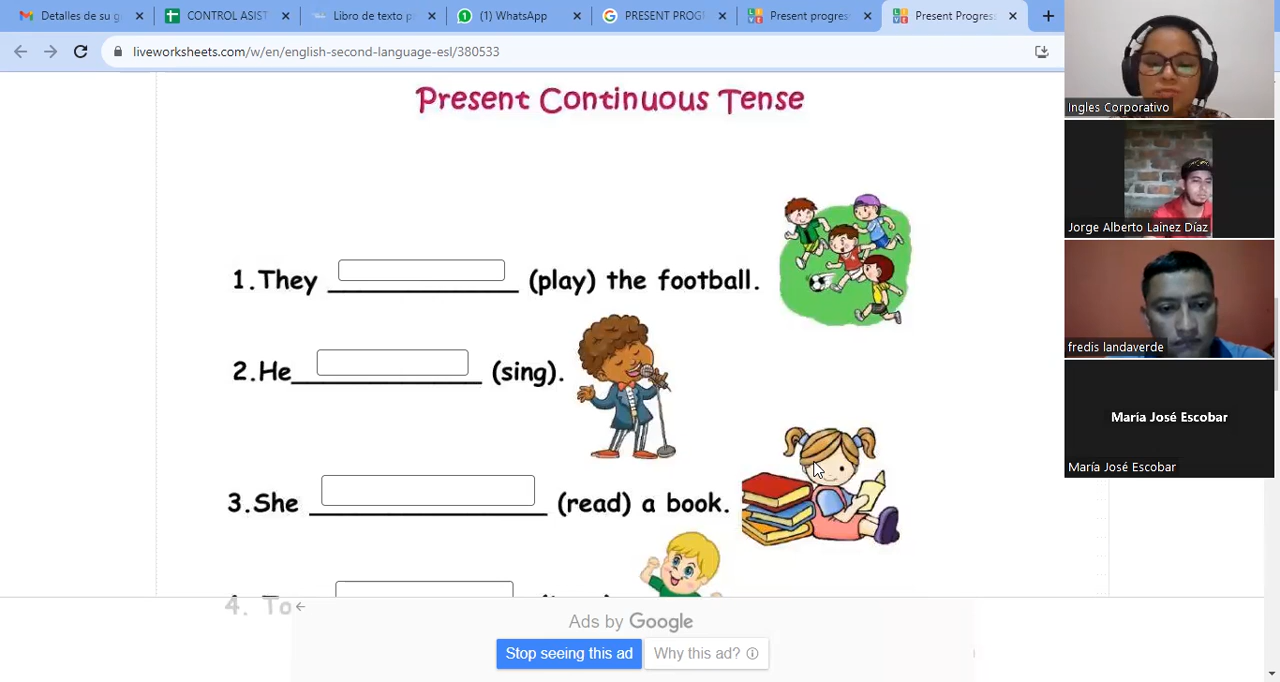 Detalles de su g
CONTROL ASIST
Libro de texto p
(1) WhatsApp
PRESENT PROG
Present progres
Present Progres
liveworksheets.com/w/en/english-second-language-esl/380533
Present Continuous Tense
1.They (play) the football.
2.He (sing).
3.She (read) a book.
4. To
Ads by Google
Stop seeing this ad
Why this ad?
Ingles Corporativo
Jorge Alberto Laínez Díaz
fredis landaverde
María José Escobar
María José Escobar